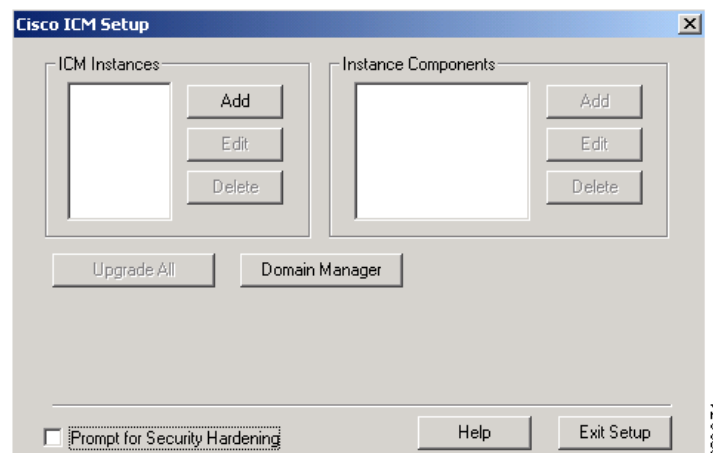 Cisco ICM Setup
ICM Instances
Instance Components
Add
Add
Edit
Edit
Delete
Delete
Upgrade All
Domain Manager
Prompt for Security Hardening
Help
Exit Setup